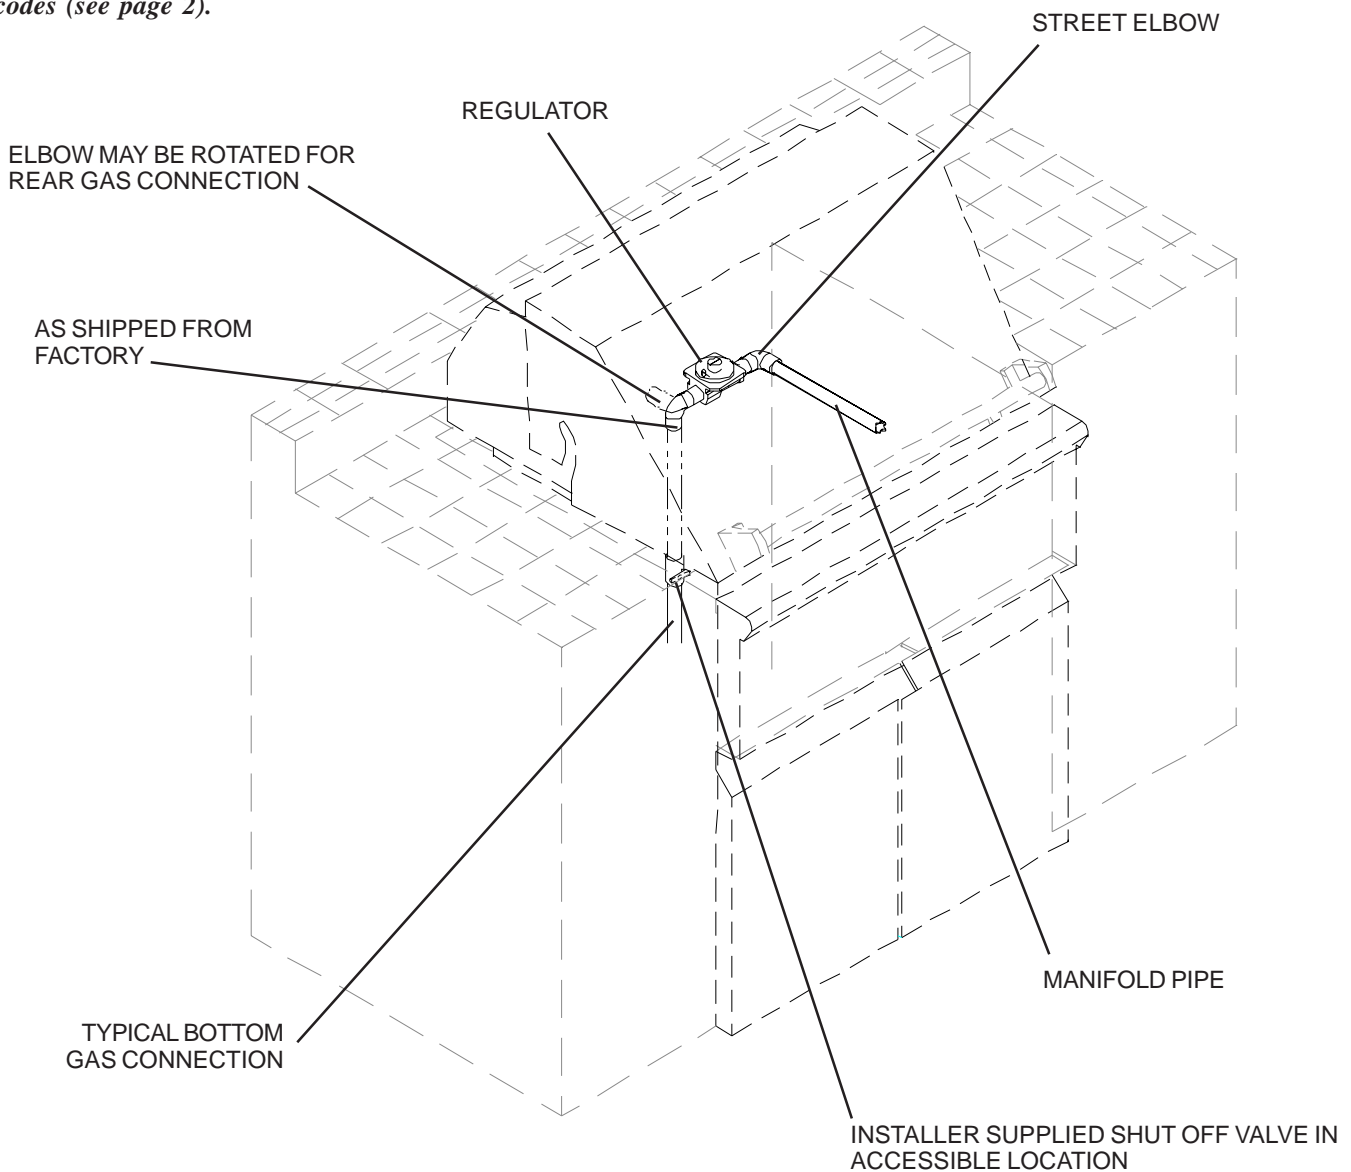 codes (see page 2).
STREET ELBOW
REGULATOR
ELBOW MAY BE ROTATED FOR
REAR GAS CONNECTION
AS SHIPPED FROM
FACTORY
MANIFOLD PIPE
TYPICAL BOTTOM
GAS CONNECTION
INSTALLER SUPPLIED SHUT OFF VALVE IN
ACCESSIBLE LOCATION